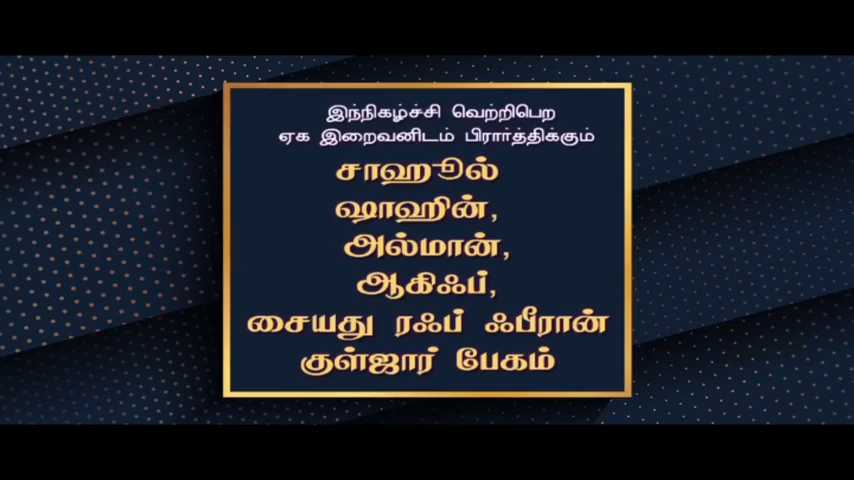 இந்நிகழ்ச்சி வெற்றிபெற
ஏக இறைவனிடம் பிரார்த்திக்கும்
சாஹூல்
ஷாஹின்,
அல்மான்,
ஆகிஃப்,
சையது ரஃப் ஃபீரான்
குள்ஜார் பேகம்